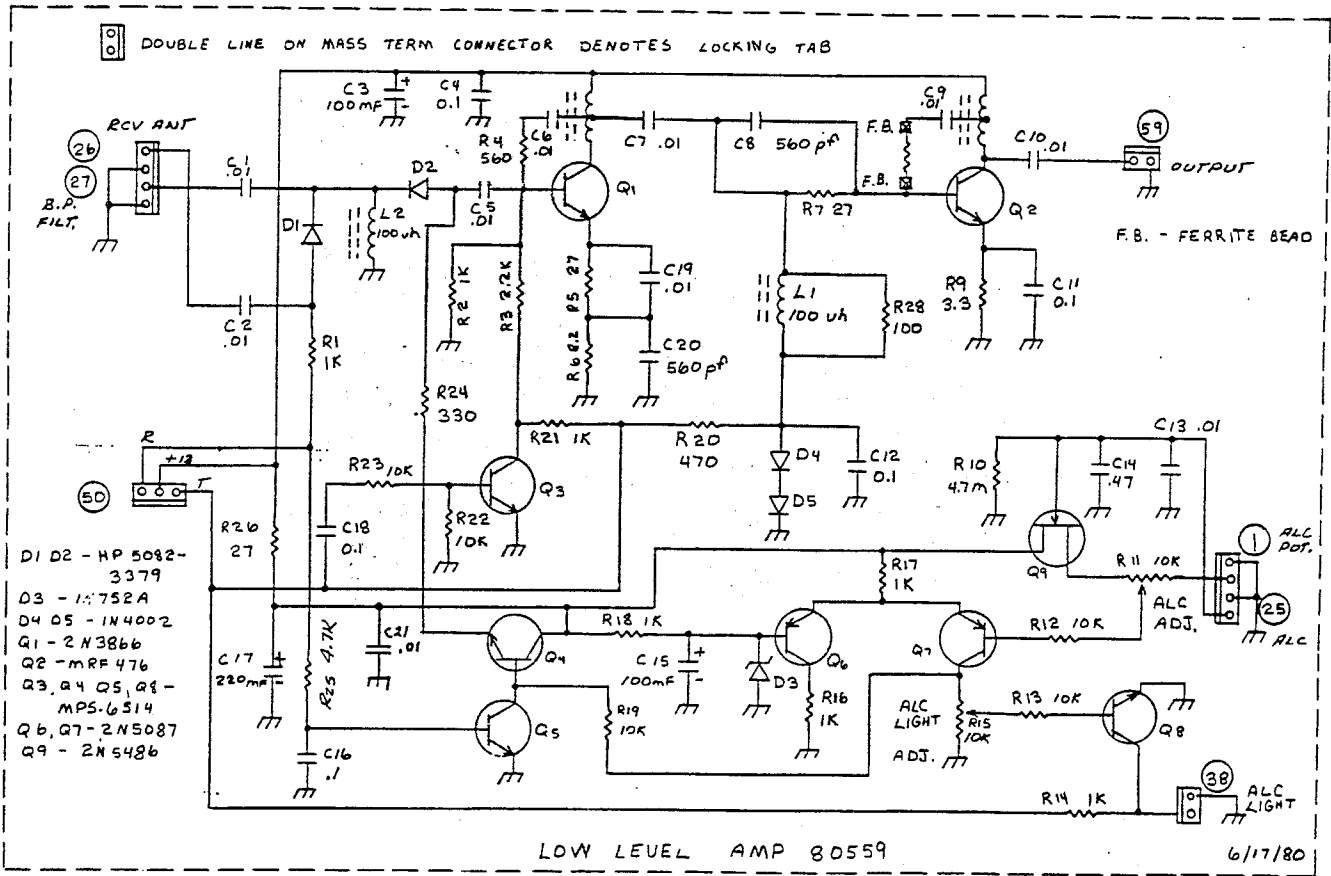 DOUBLE LINE ON MASS TERM CONNECTOR DENOTES LOCKING TAB
C3
100mF
+
-
C4
0.1
C9
.01
RCV ANT
26
27
B.P.
FILT.
R4
560
C6
.01
C7 .01
C8 560 pf
F.B.
F.B.
C10
.01
59
OUTPUT
C1
.01
D2
C5
.01
Q1
R7 27
Q2
F.B. - FERRITE BEAD
D1
L2
100 uh
R2 1K
R3 2.2K
R5 27
C19
.01
L1
100 uh
R28
100
R9
3.3
C11
0.1
C2
.01
R1
1K
R6 8.2
C20
560 pf
R24
330
R21 1K
R20
470
C13 .01
R
+12
T
50
R23 10K
Q3
D4
D5
C12
0.1
R10
4.7m
C14
.47
R26
27
C18
0.1
R22
10K
R17
1K
Q9
R11 10K
1
ALC
POT.
25
ALC
D1 D2 - HP 5082-
3379
D3 - 1N752A
D4 D5 - 1N4002
Q1 - 2N3866
Q2 - MRF 476
Q3, Q4 Q5, Q8 -
MPS-6514
Q6, Q7 - 2N5087
Q9 - 2N5486
C17
220mF
+
-
R25 4.7K
C21
.01
Q4
R18 1K
C15
100mF
+
-
D3
Q6
Q7
R12 10K
ALC
ADJ.
C16
.1
Q5
R19
10K
R16
1K
ALC
LIGHT
ADJ.
R15
10K
R13 10K
Q8
R14 1K
38
ALC
LIGHT
LOW LEVEL AMP 80559
6/17/80